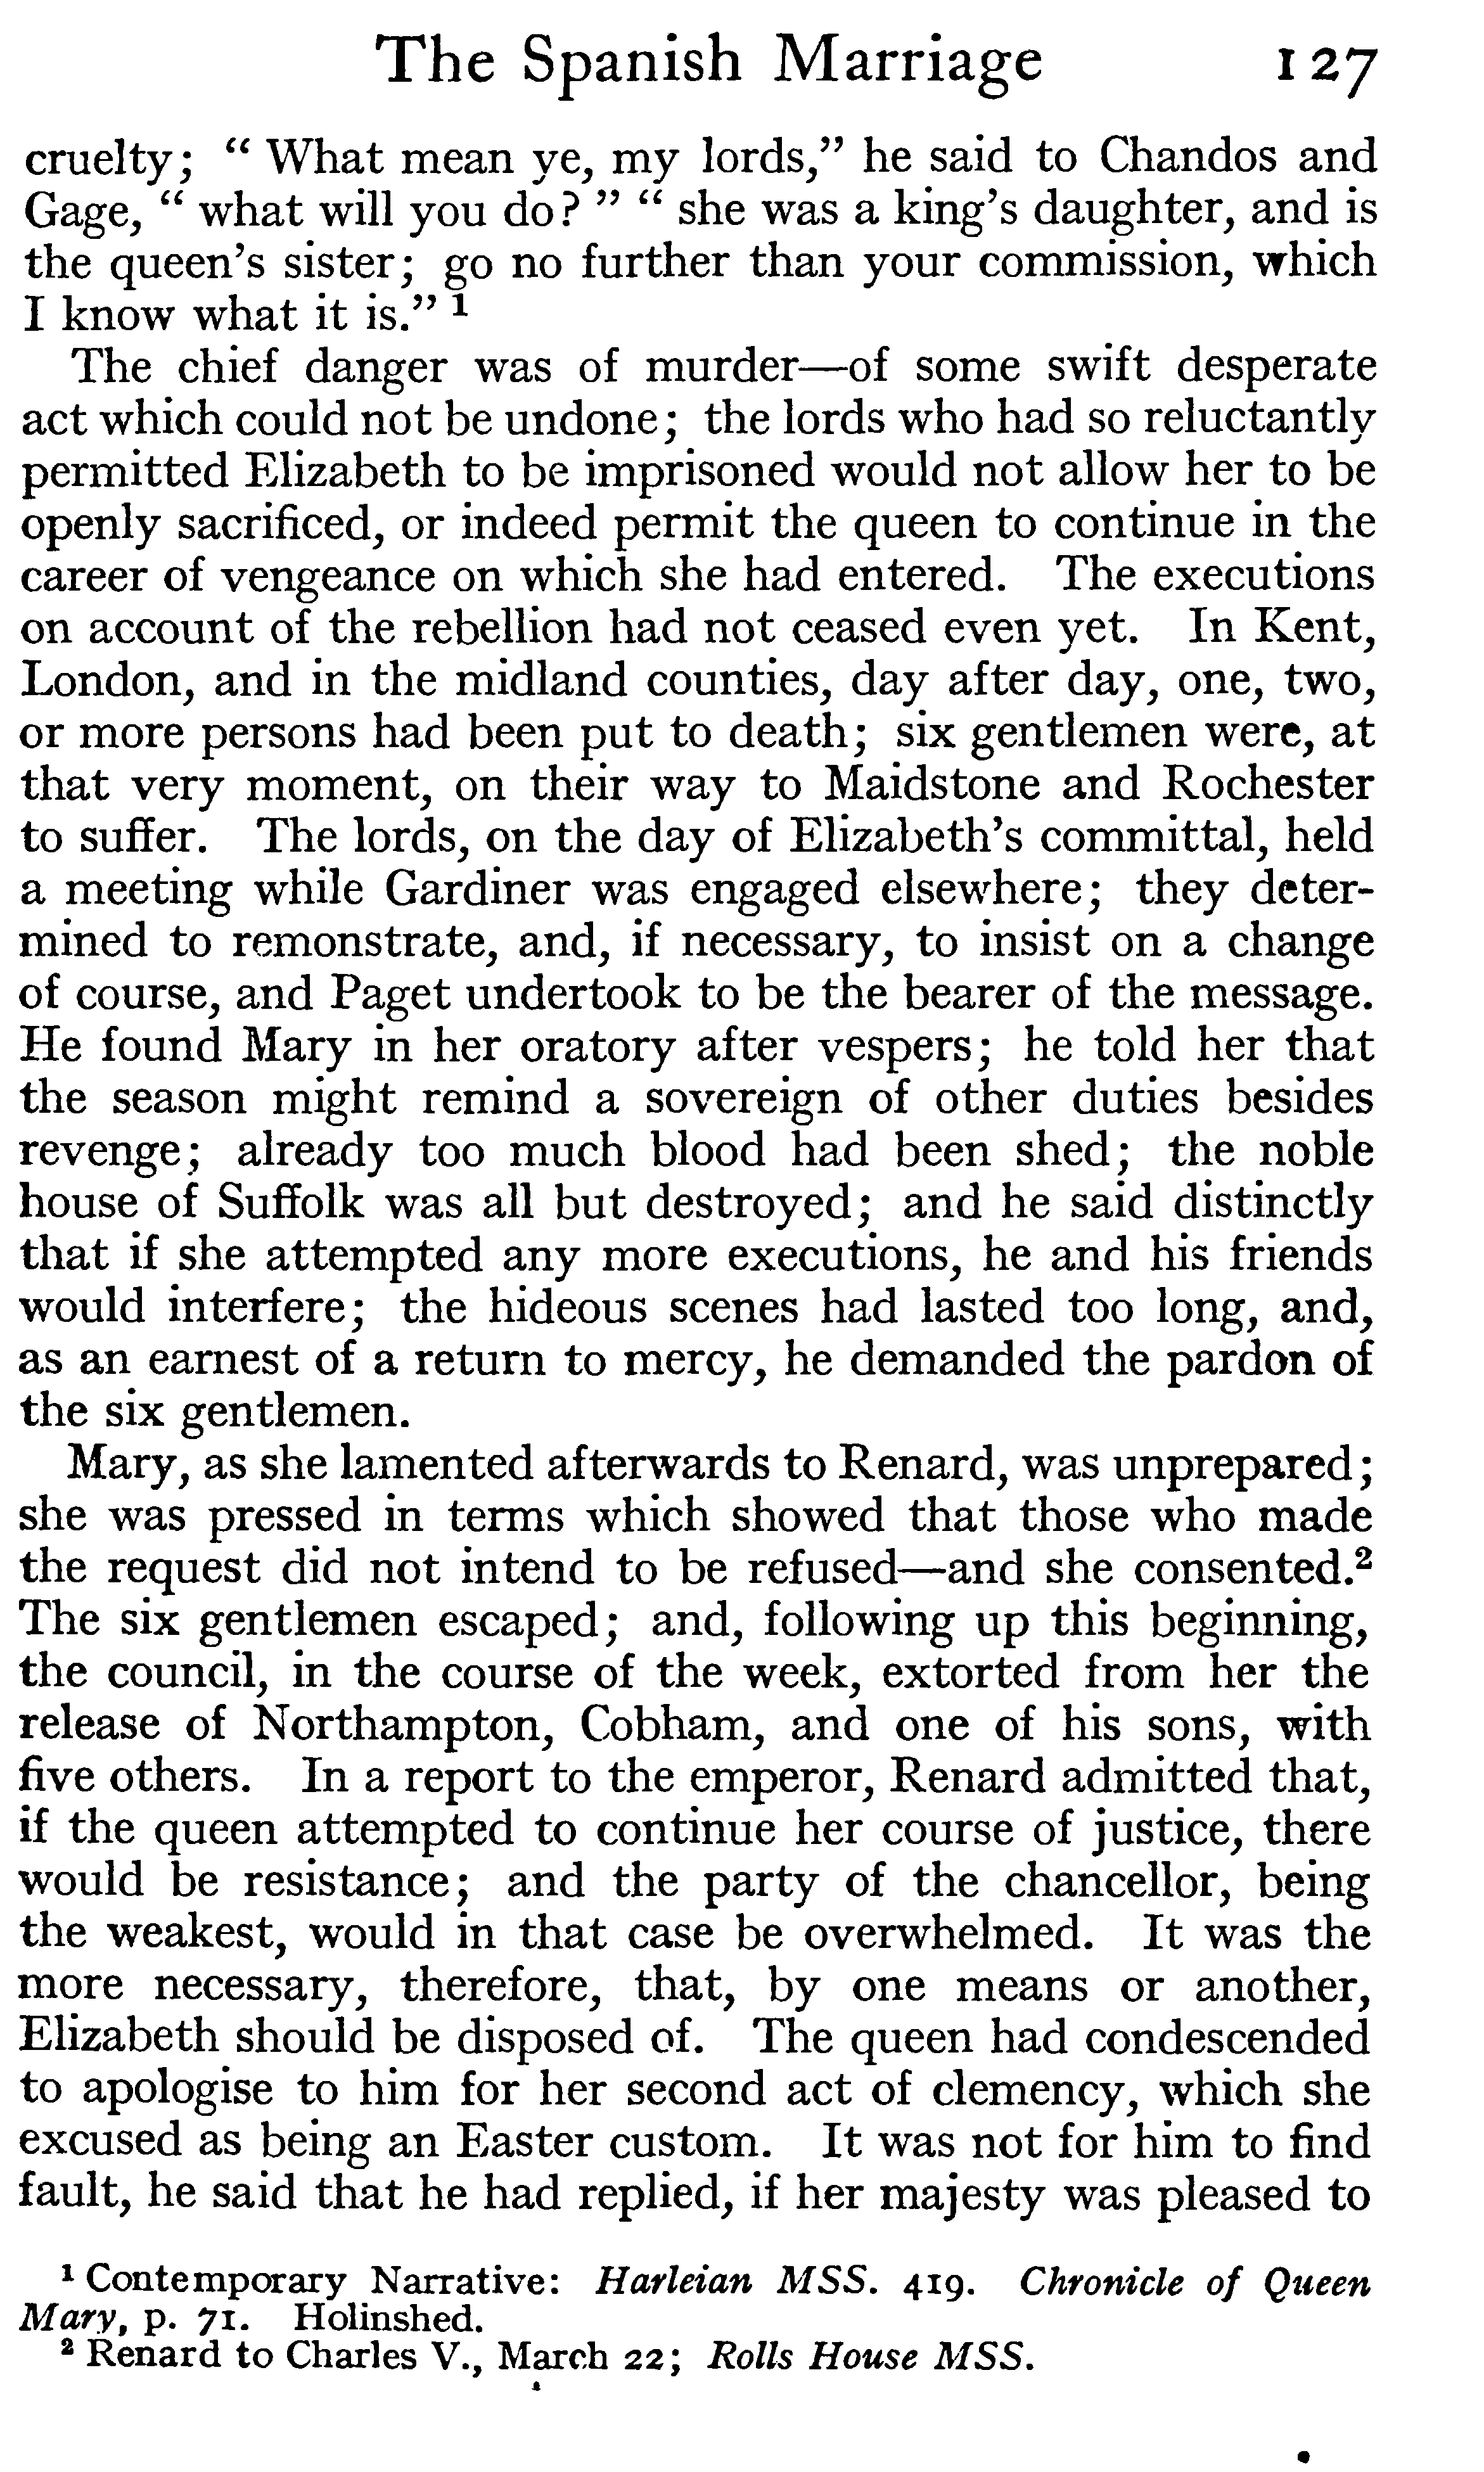 The Spanish Marriage 127
cruelty; “ What mean ye, my lords,” he said to Chandos and
Gage, “ what will you do? ” “ she was a king’s daughter, and is
the queen’s sister; go no further than your commission, which
I know what it is.” ¹
The chief danger was of murder—of some swift desperate
act which could not be undone; the lords who had so reluctantly
permitted Elizabeth to be imprisoned would not allow her to be
openly sacrificed, or indeed permit the queen to continue in the
career of vengeance on which she had entered. The executions
on account of the rebellion had not ceased even yet. In Kent,
London, and in the midland counties, day after day, one, two,
or more persons had been put to death; six gentlemen were, at
that very moment, on their way to Maidstone and Rochester
to suffer. The lords, on the day of Elizabeth’s committal, held
a meeting while Gardiner was engaged elsewhere; they deter-
mined to remonstrate, and, if necessary, to insist on a change
of course, and Paget undertook to be the bearer of the message.
He found Mary in her oratory after vespers; he told her that
the season might remind a sovereign of other duties besides
revenge; already too much blood had been shed; the noble
house of Suffolk was all but destroyed; and he said distinctly
that if she attempted any more executions, he and his friends
would interfere; the hideous scenes had lasted too long, and,
as an earnest of a return to mercy, he demanded the pardon of
the six gentlemen.
Mary, as she lamented afterwards to Renard, was unprepared;
she was pressed in terms which showed that those who made
the request did not intend to be refused—and she consented.²
The six gentlemen escaped; and, following up this beginning,
the council, in the course of the week, extorted from her the
release of Northampton, Cobham, and one of his sons, with
five others. In a report to the emperor, Renard admitted that,
if the queen attempted to continue her course of justice, there
would be resistance; and the party of the chancellor, being
the weakest, would in that case be overwhelmed. It was the
more necessary, therefore, that, by one means or another,
Elizabeth should be disposed of. The queen had condescended
to apologise to him for her second act of clemency, which she
excused as being an Easter custom. It was not for him to find
fault, he said that he had replied, if her majesty was pleased to
¹ Contemporary Narrative: Harleian MSS. 419. Chronicle of Queen
Mary, p. 71. Holinshed.
² Renard to Charles V., March 22; Rolls House MSS.